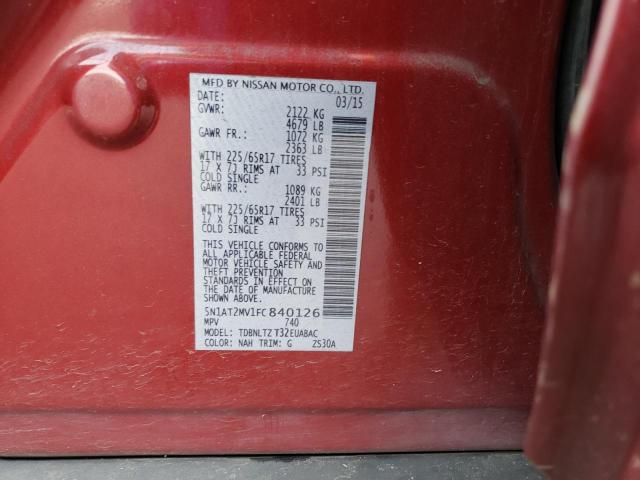 MFD BY NISSAN MOTOR CO., LTD.
DATE: 03/15
GVWR: 2122 KG
4679 LB
GAWR FR.: 1072 KG
2363 LB
WITH 225/65R17 TIRES
17 X 7J RIMS AT 33 PSI
COLD SINGLE
GAWR RR.: 1089 KG
2401 LB
WITH 225/65R17 TIRES
17 X 7J RIMS AT 33 PSI
COLD SINGLE
THIS VEHICLE CONFORMS TO
ALL APPLICABLE FEDERAL
MOTOR VEHICLE SAFETY AND
THEFT PREVENTION
STANDARDS IN EFFECT ON
THE DATE OF MANUFACTURE
SHOWN ABOVE.
5N1AT2MV1FC840126
MPV 740
MODEL: TDBNLTZ T32EUABAC
COLOR: NAH TRIM: G ZS30A